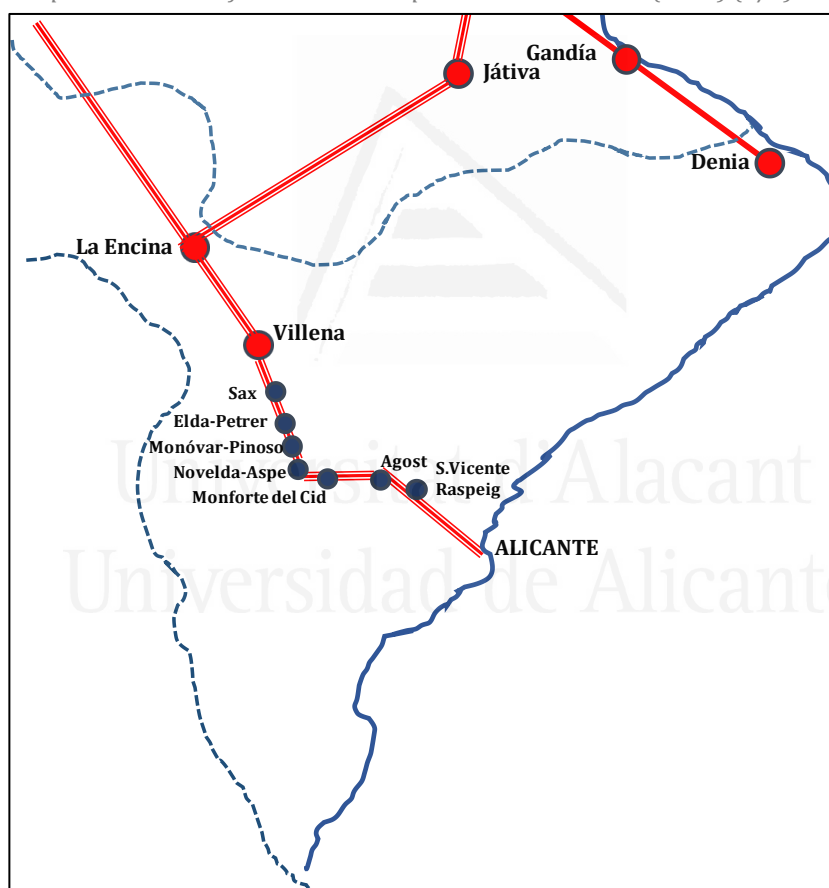 Gandía
Játiva
Denia
La Encina
Villena
Sax
Elda-Petrer
Monóvar-Pinoso
Novelda-Aspe
Agost
S.Vicente
Raspeig
Monforte del Cid
ALICANTE
Universitat d'Alacant
Universidad de Alicante